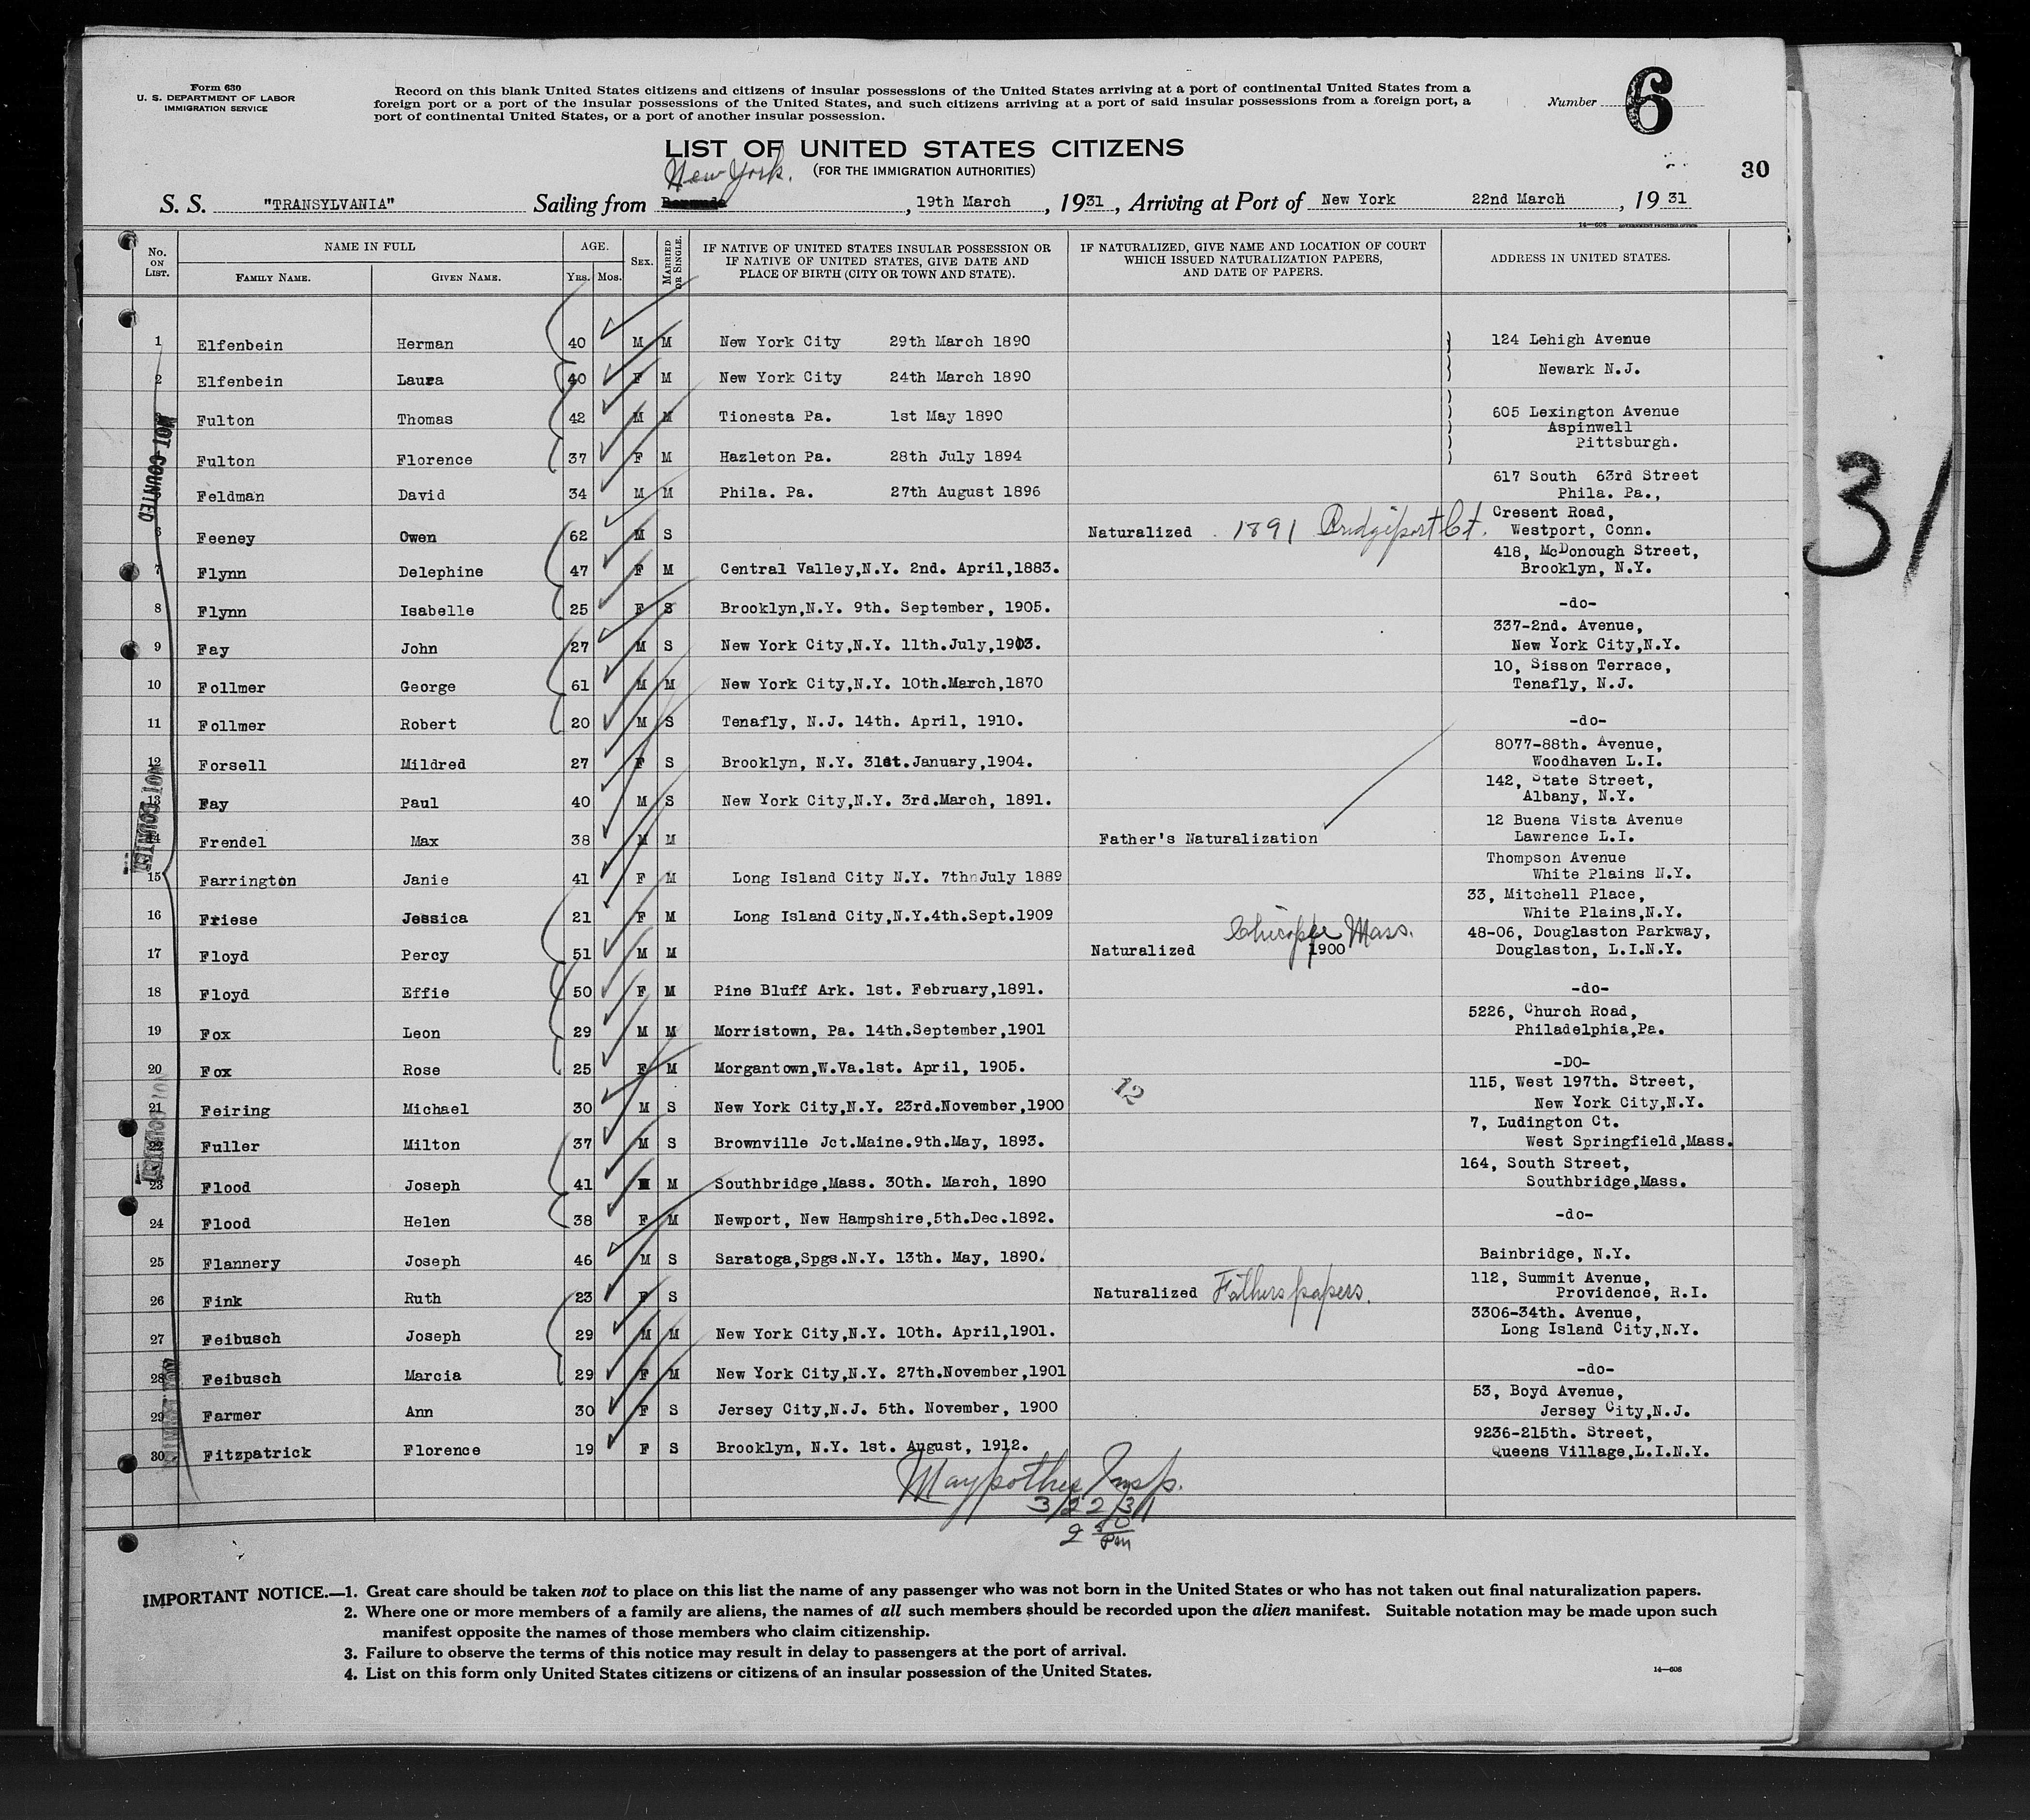 Form 630
U. S. DEPARTMENT OF LABOR
IMMIGRATION SERVICE
Record on this blank United States citizens and citizens of insular possessions of the United States arriving at a port of continental United States from a
foreign port or a port of the insular possessions of the United States, and such citizens arriving at a port of said insular possessions from a foreign port, a
port of continental United States, or a port of another insular possession.
Number 6
LIST OF UNITED STATES CITIZENS
(FOR THE IMMIGRATION AUTHORITIES)
30
New York.
S. S. "TRANSYLVANIA" Sailing from Bermuda, 19th March, 1931, Arriving at Port of New York 22nd March, 1931
14-608 GOVERNMENT PRINTING OFFICE
No. ON LIST. NAME IN FULL FAMILY NAME. GIVEN NAME. AGE. YRS. MOS. SEX. MARRIED OR SINGLE. IF NATIVE OF UNITED STATES INSULAR POSSESSION OR IF NATIVE OF UNITED STATES, GIVE DATE AND PLACE OF BIRTH (CITY OR TOWN AND STATE). IF NATURALIZED, GIVE NAME AND LOCATION OF COURT WHICH ISSUED NATURALIZATION PAPERS, AND DATE OF PAPERS. ADDRESS IN UNITED STATES.
1 Elfenbein Herman 40 M M New York City 29th March 1890 124 Lehigh Avenue
2 Elfenbein Laura 40 F M New York City 24th March 1890 Newark N.J.
Fulton Thomas 42 M M Tionesta Pa. 1st May 1890 605 Lexington Avenue
Aspinwell
Pittsburgh.
Fulton Florence 37 F M Hazleton Pa. 28th July 1894
Feldman David 34 M M Phila. Pa. 27th August 1896 617 South 63rd Street
Phila. Pa.,
6 Feeney Owen 62 M S Naturalized 1891 Bridgeport Ct. Cresent Road,
Westport, Conn.
7 Flynn Delephine 47 F M Central Valley,N.Y. 2nd. April,1883. 418, McDonough Street,
Brooklyn, N.Y.
8 Flynn Isabelle 25 F S Brooklyn,N.Y. 9th. September, 1905. -do-
9 Fay John 27 M S New York City,N.Y. 11th.July,1903. 337-2nd. Avenue,
New York City,N.Y.
10 Follmer George 61 M M New York City,N.Y. 10th.March,1870 10, Sisson Terrace,
Tenafly, N.J.
11 Follmer Robert 20 M S Tenafly, N.J. 14th. April, 1910. -do-
12 Forsell Mildred 27 F S Brooklyn, N.Y. 31st.January,1904. 8077-88th. Avenue,
Woodhaven L.I.
13 Fay Paul 40 M S New York City,N.Y. 3rd.March, 1891. 142, State Street,
Albany, N.Y.
14 Frendel Max 38 M M Father's Naturalization 12 Buena Vista Avenue
Lawrence L.I.
15 Farrington Janie 41 F M Long Island City N.Y. 7th July 1889 Thompson Avenue
White Plains N.Y.
16 Friese Jessica 21 F M Long Island City,N.Y.4th.Sept.1909 33, Mitchell Place,
White Plains,N.Y.
17 Floyd Percy 51 M M Naturalized Chicopee Mass. 1900 48-06, Douglaston Parkway,
Douglaston, L.I.N.Y.
18 Floyd Effie 50 F M Pine Bluff Ark. 1st. February,1891. -do-
19 Fox Leon 29 M M Morristown, Pa. 14th.September,1901 5226, Church Road,
Philadelphia,Pa.
20 Fox Rose 25 F M Morgantown,W.Va.1st. April, 1905. -DO-
21 Feiring Michael 30 M S New York City,N.Y. 23rd.November,1900 12 115, West 197th. Street,
New York City,N.Y.
22 Fuller Milton 37 M S Brownville Jct.Maine.9th.May, 1893. 7, Ludington Ct.
West Springfield,Mass.
23 Flood Joseph 41 M M Southbridge,Mass. 30th. March, 1890 164, South Street,
Southbridge,Mass.
24 Flood Helen 38 F M Newport, New Hampshire,5th.Dec.1892. -do-
25 Flannery Joseph 46 M S Saratoga,Spgs.N.Y. 13th. May, 1890. Bainbridge, N.Y.
26 Fink Ruth 23 F S Naturalized Fathers papers. 112, Summit Avenue,
Providence, R.I.
27 Feibusch Joseph 29 M M New York City,N.Y. 10th. April,1901. 3306-34th. Avenue,
Long Island City,N.Y.
28 Feibusch Marcia 29 F M New York City,N.Y. 27th.November,1901 -do-
29 Farmer Ann 30 F S Jersey City,N.J. 5th. November, 1900 53, Boyd Avenue,
Jersey City,N.J.
30 Fitzpatrick Florence 19 F S Brooklyn, N.Y. 1st. August, 1912. 9236-215th. Street,
Queens Village,L.I.N.Y.
NOT COUNTED
NOT COUNTED
Insp.
3/22/31
2 40 PM
31
IMPORTANT NOTICE.—1. Great care should be taken not to place on this list the name of any passenger who was not born in the United States or who has not taken out final naturalization papers.
2. Where one or more members of a family are aliens, the names of all such members should be recorded upon the alien manifest. Suitable notation may be made upon such
manifest opposite the names of those members who claim citizenship.
3. Failure to observe the terms of this notice may result in delay to passengers at the port of arrival.
4. List on this form only United States citizens or citizens of an insular possession of the United States.
14—608